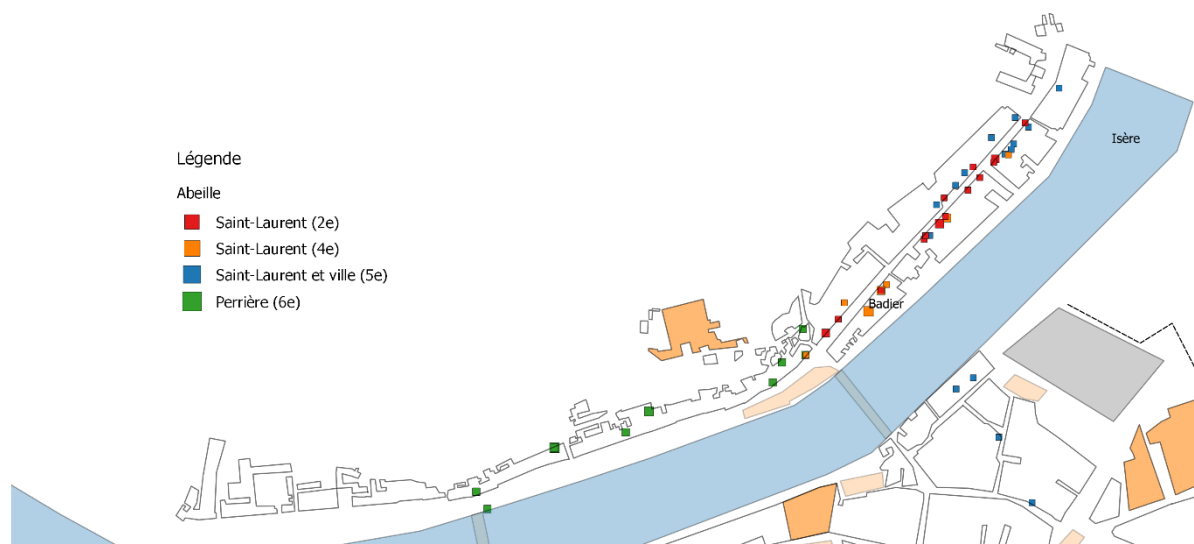 Isère
Légende
Abeille
Saint-Laurent (2e)
Saint-Laurent (4e)
Saint-Laurent et ville (5e)
Perrière (6e)
Badier